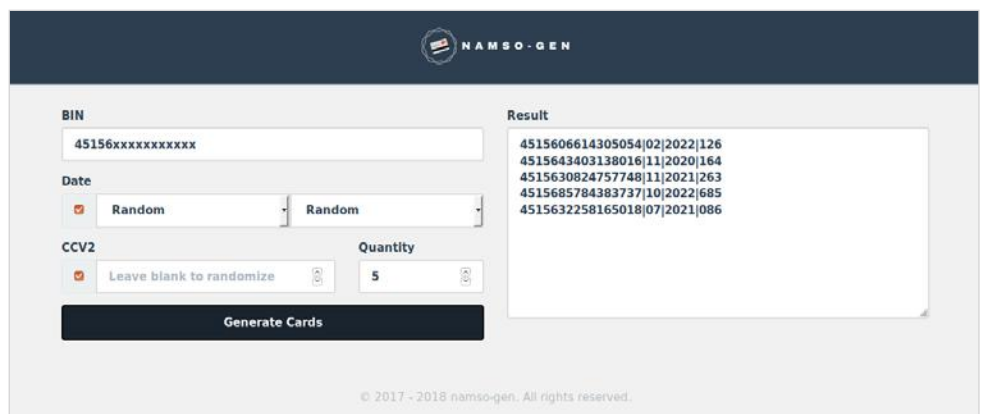 NAMSO-GEN
BIN
45156xxxxxxxxxxx
Date
Random
Random
CCV2
Quantity
Leave blank to randomize
5
Generate Cards
Result
4515606614305054|02|2022|126
4515643403138016|11|2020|164
4515630824757748|11|2021|263
4515685784383737|10|2022|685
4515632258165018|07|2021|086
© 2017 - 2018 namso-gen. All rights reserved.